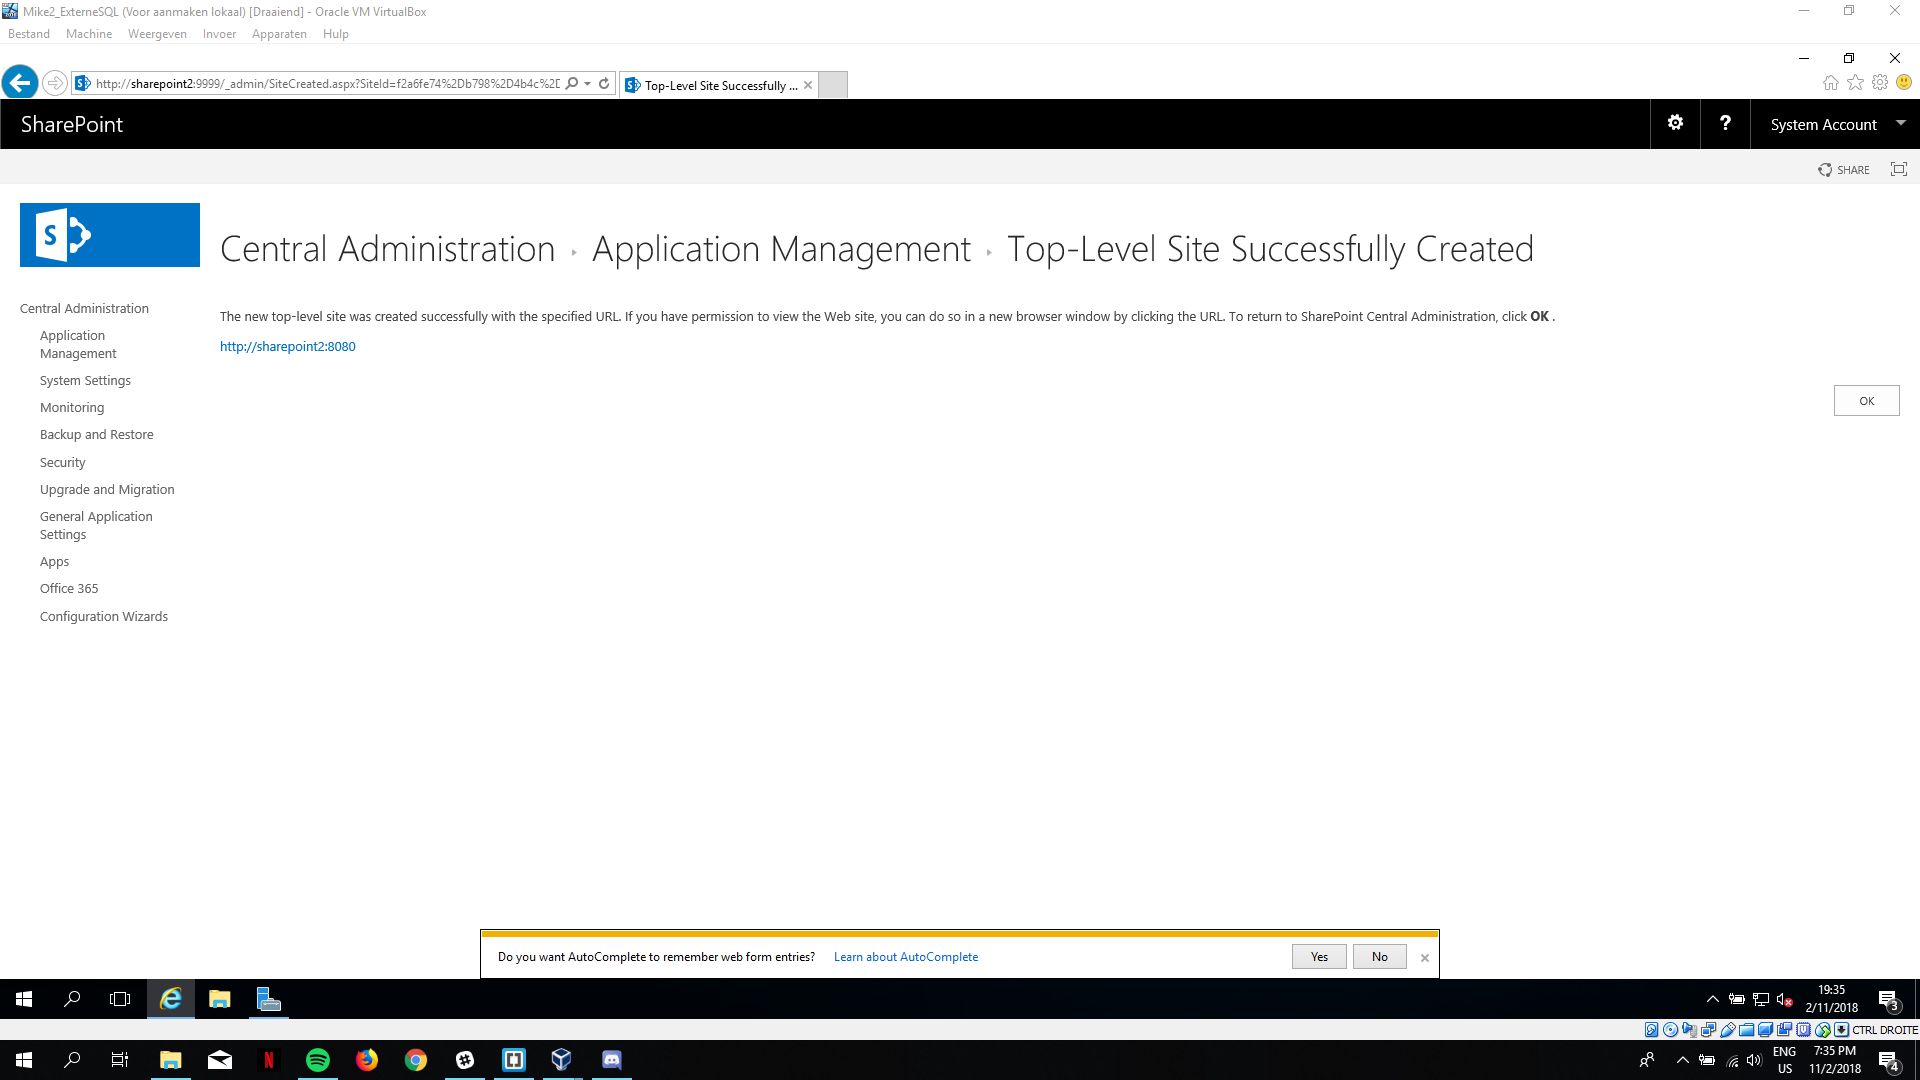 Mike2_ExterneSQL (Voor aanmaken lokaal) [Draaiend] - Oracle VM VirtualBox
Bestand Machine Weergeven Invoer Apparaten Hulp
http://sharepoint2:9999/_admin/SiteCreated.aspx?SiteId=f2a6fe74%2Db798%2D4b4c%2D
Top-Level Site Successfully ...
SharePoint
? System Account
SHARE
S
Central Administration ▸ Application Management ▸ Top-Level Site Successfully Created
Central Administration
Application
Management
System Settings
Monitoring
Backup and Restore
Security
Upgrade and Migration
General Application
Settings
Apps
Office 365
Configuration Wizards
The new top-level site was created successfully with the specified URL. If you have permission to view the Web site, you can do so in a new browser window by clicking the URL. To return to SharePoint Central Administration, click OK .
http://sharepoint2:8080
OK
Do you want AutoComplete to remember web form entries? Learn about AutoComplete Yes No
19:35
2/11/2018
3
CTRL DROITE
ENG
US
7:35 PM
11/2/2018
4